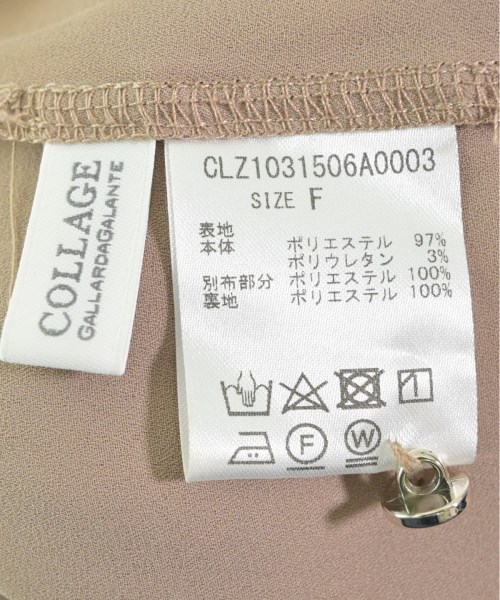 COLLAGE
GALLARDAGALANTE
CLZ1031506A0003
SIZE F
表地
本体 ポリエステル 97%
ポリウレタン 3%
別布部分 ポリエステル 100%
裏地 ポリエステル 100%
F
W